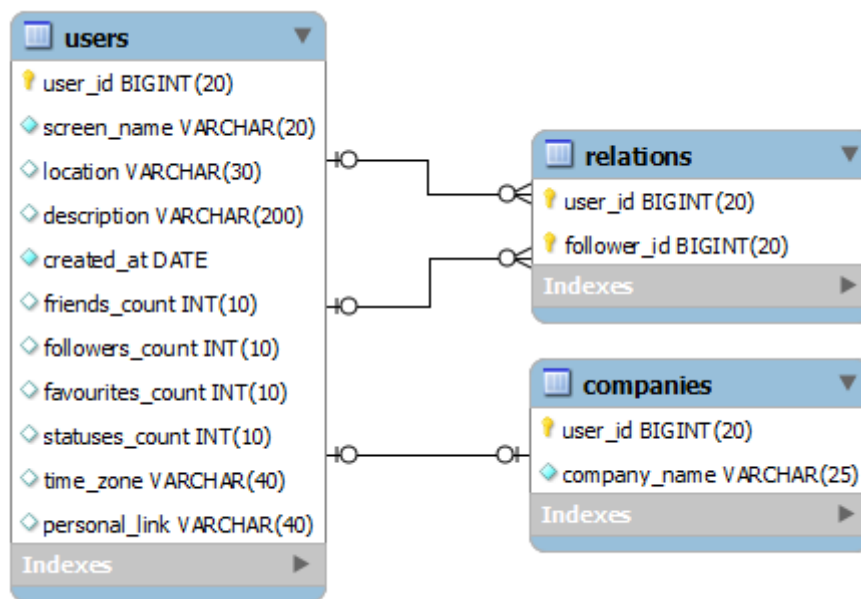 users
user_id BIGINT(20)
screen_name VARCHAR(20)
location VARCHAR(30)
description VARCHAR(200)
created_at DATE
friends_count INT(10)
followers_count INT(10)
favourites_count INT(10)
statuses_count INT(10)
time_zone VARCHAR(40)
personal_link VARCHAR(40)
Indexes
relations
user_id BIGINT(20)
follower_id BIGINT(20)
Indexes
companies
user_id BIGINT(20)
company_name VARCHAR(25)
Indexes